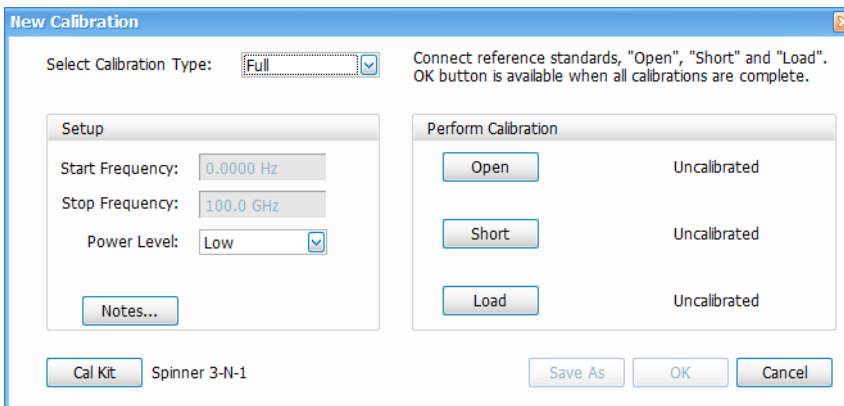 New Calibration
Select Calibration Type: Full
Connect reference standards, "Open", "Short" and "Load".
OK button is available when all calibrations are complete.
Setup
Start Frequency: 0.0000 Hz
Stop Frequency: 100.0 GHz
Power Level: Low
Notes...
Perform Calibration
Open Uncalibrated
Short Uncalibrated
Load Uncalibrated
Cal Kit Spinner 3-N-1
Save As OK Cancel